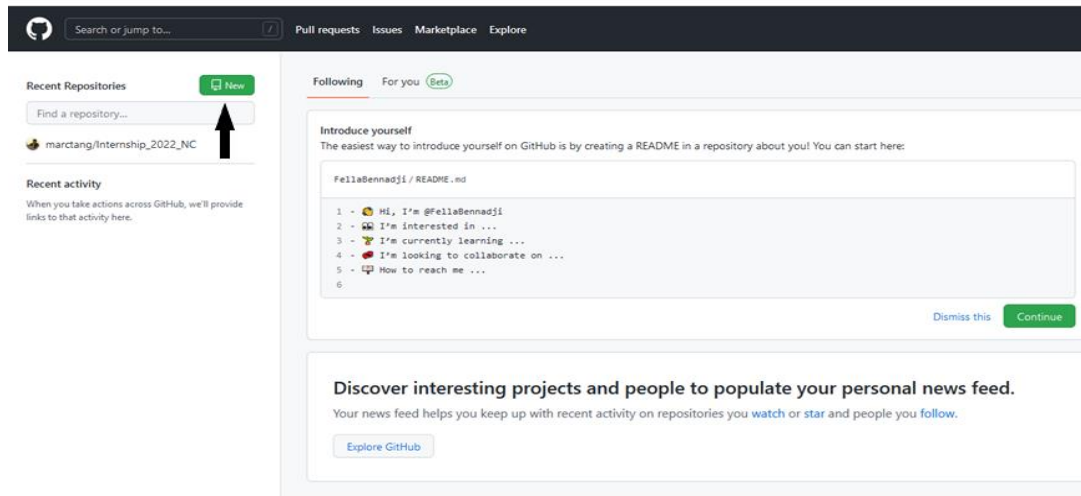 Search or jump to... /
Pull requests Issues Marketplace Explore
Recent Repositories
New
Find a repository...
marctang/Internship_2022_NC
Recent activity
When you take actions across GitHub, we'll provide
links to that activity here.
Following For you Beta
Introduce yourself
The easiest way to introduce yourself on GitHub is by creating a README in a repository about you! You can start here:
FellaBennadji / README.md
1 - 👋 Hi, I'm @FellaBennadji
2 - 👀 I'm interested in ...
3 - 🌱 I'm currently learning ...
4 - 💞️ I'm looking to collaborate on ...
5 - 📫 How to reach me ...
6
Dismiss this Continue
Discover interesting projects and people to populate your personal news feed.
Your news feed helps you keep up with recent activity on repositories you watch or star and people you follow.
Explore GitHub